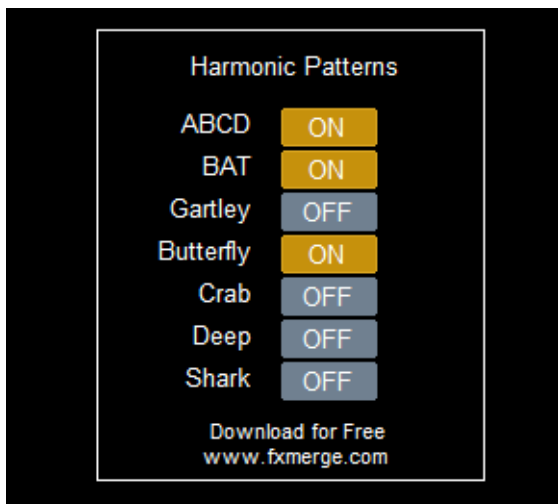 Harmonic Patterns
ABCD ON
BAT ON
Gartley OFF
Butterfly ON
Crab OFF
Deep OFF
Shark OFF
Download for Free
www.fxmerge.com